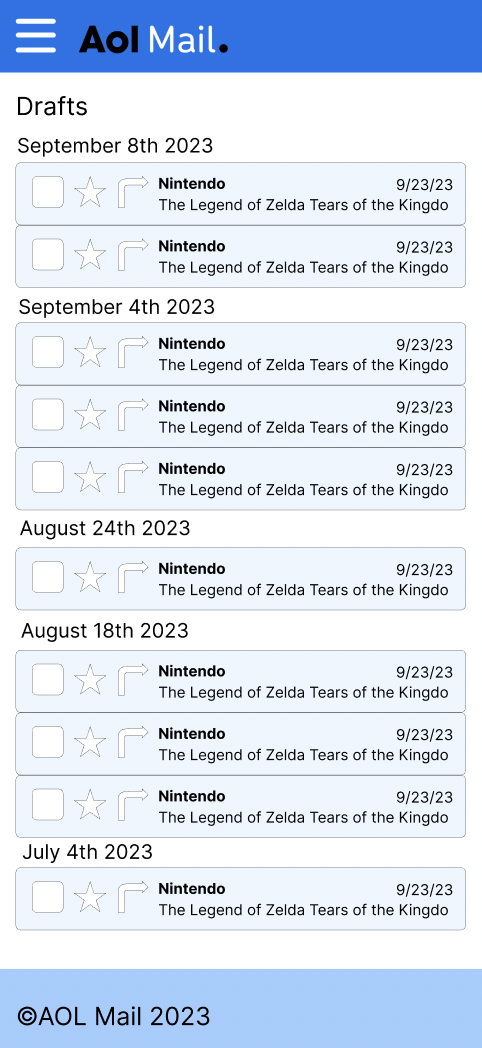 Aol Mail.
Drafts
September 8th 2023
Nintendo 9/23/23
The Legend of Zelda Tears of the Kingdo
Nintendo 9/23/23
The Legend of Zelda Tears of the Kingdo
September 4th 2023
Nintendo 9/23/23
The Legend of Zelda Tears of the Kingdo
Nintendo 9/23/23
The Legend of Zelda Tears of the Kingdo
Nintendo 9/23/23
The Legend of Zelda Tears of the Kingdo
August 24th 2023
Nintendo 9/23/23
The Legend of Zelda Tears of the Kingdo
August 18th 2023
Nintendo 9/23/23
The Legend of Zelda Tears of the Kingdo
Nintendo 9/23/23
The Legend of Zelda Tears of the Kingdo
Nintendo 9/23/23
The Legend of Zelda Tears of the Kingdo
July 4th 2023
Nintendo 9/23/23
The Legend of Zelda Tears of the Kingdo
©AOL Mail 2023